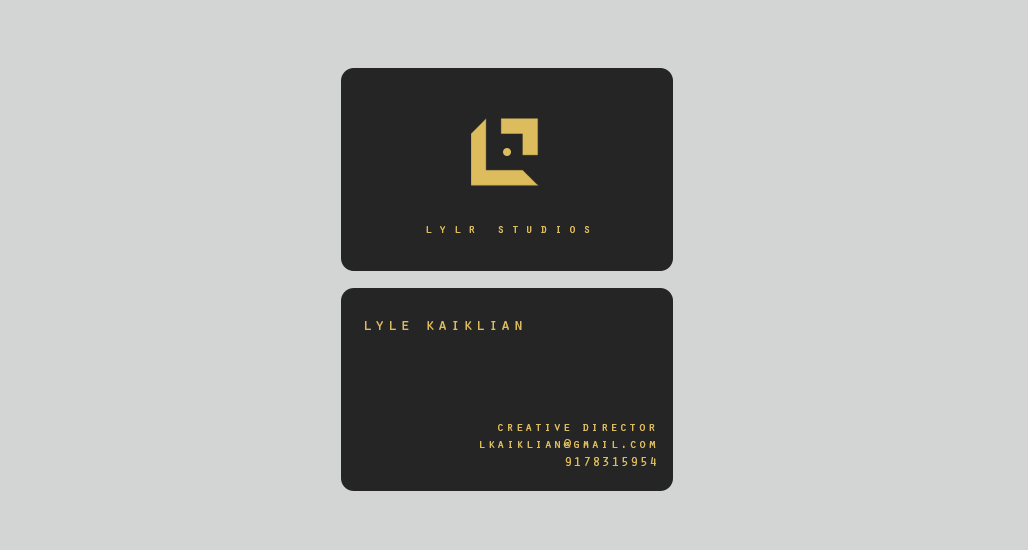 LYLR STUDIOS
LYLE KAIKLIAN
CREATIVE DIRECTOR
LKAIKLIAN@GMAIL.COM
9178315954